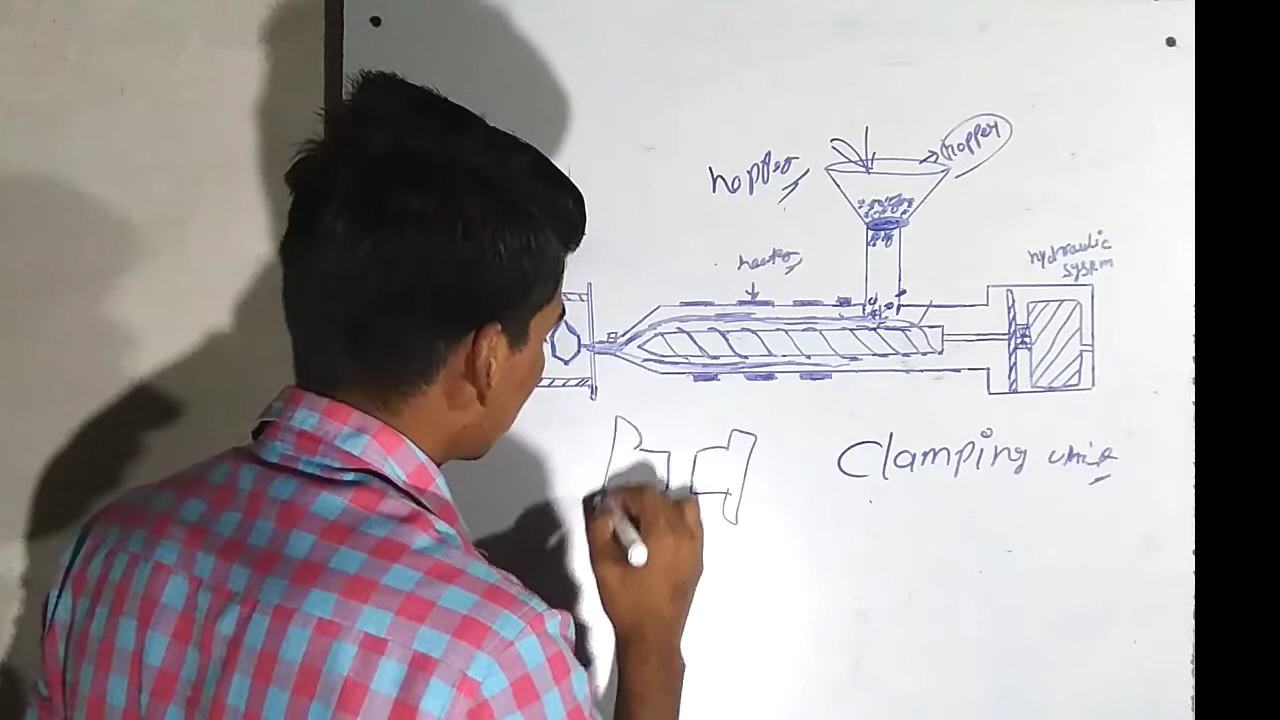 hopper
hopper
heater
hydraulic
system
Clamping unit